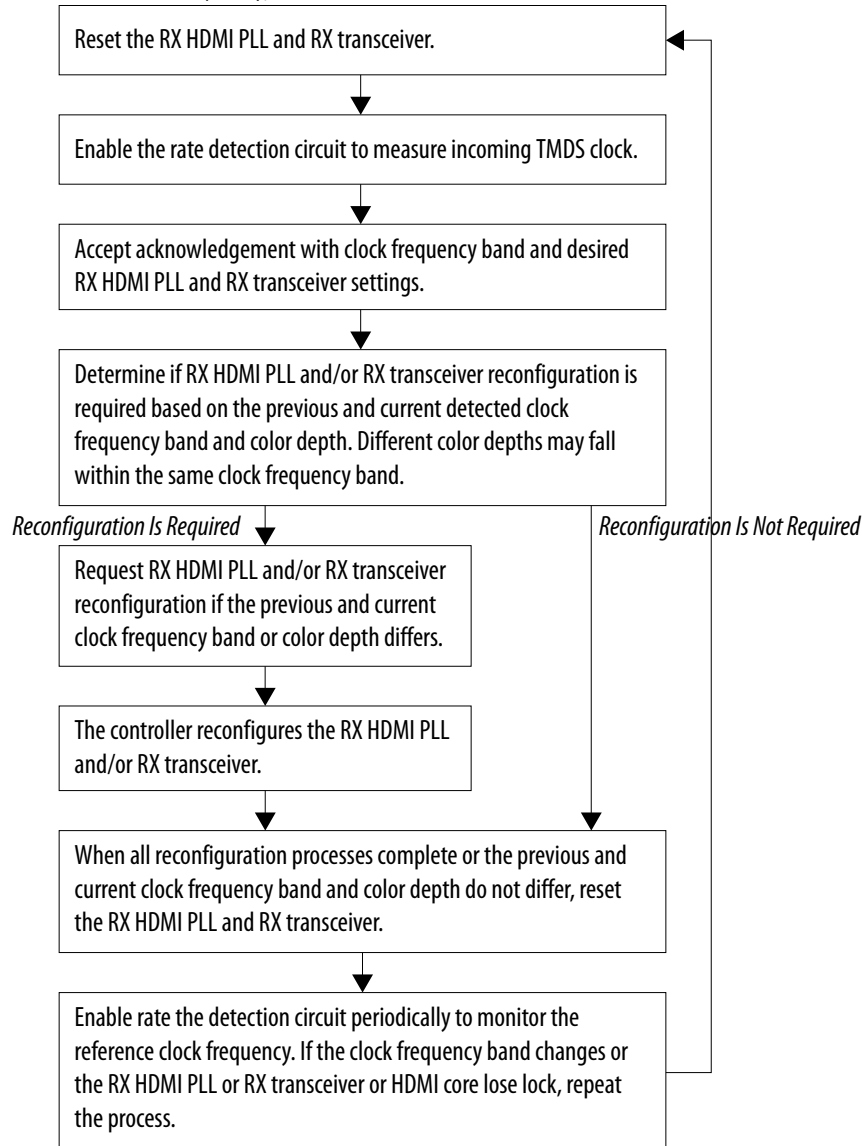 Reset the RX HDMI PLL and RX transceiver.
Enable the rate detection circuit to measure incoming TMDS clock.
Accept acknowledgement with clock frequency band and desired
RX HDMI PLL and RX transceiver settings.
Determine if RX HDMI PLL and/or RX transceiver reconfiguration is
required based on the previous and current detected clock
frequency band and color depth. Different color depths may fall
within the same clock frequency band.
Reconfiguration Is Required
Reconfiguration Is Not Required
Request RX HDMI PLL and/or RX transceiver
reconfiguration if the previous and current
clock frequency band or color depth differs.
The controller reconfigures the RX HDMI PLL
and/or RX transceiver.
When all reconfiguration processes complete or the previous and
current clock frequency band and color depth do not differ, reset
the RX HDMI PLL and RX transceiver.
Enable rate the detection circuit periodically to monitor the
reference clock frequency. If the clock frequency band changes or
the RX HDMI PLL or RX transceiver or HDMI core lose lock, repeat
the process.